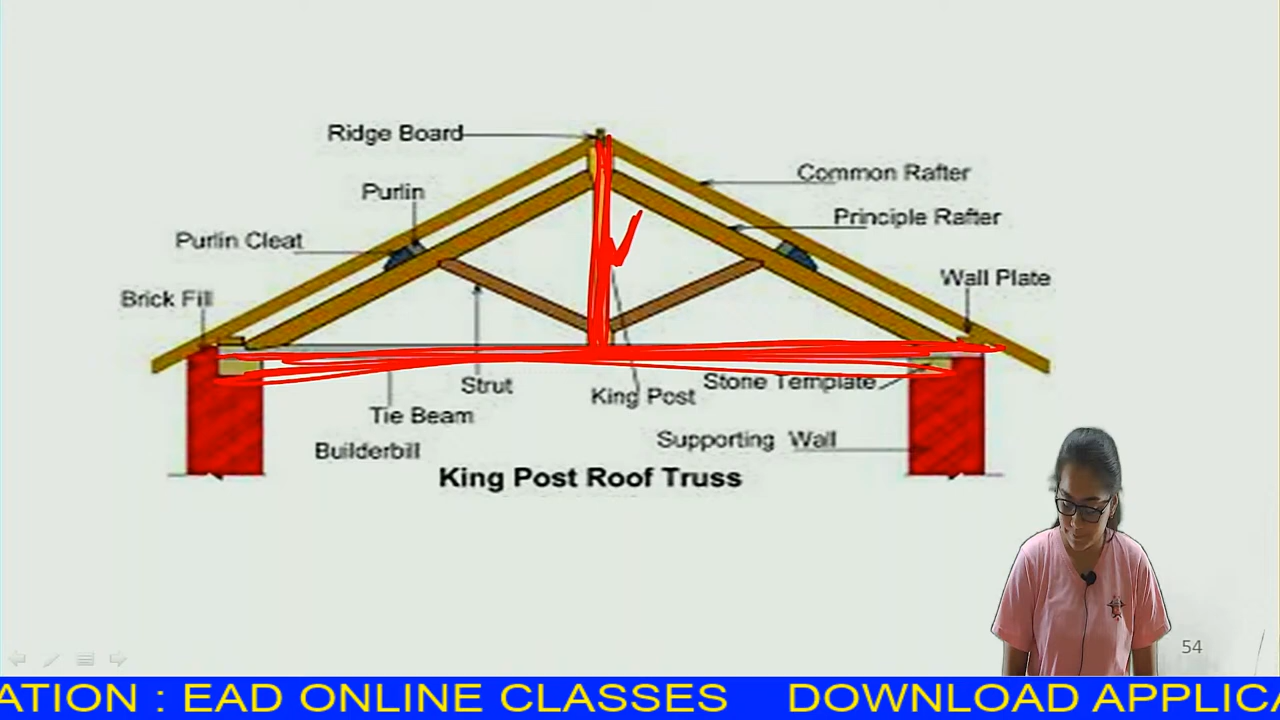 Ridge Board
Common Rafter
Purlin
Principle Rafter
Purlin Cleat
Wall Plate
Brick Fill
Strut
Stone Template
King Post
Tie Beam
Supporting Wall
Builderbill
King Post Roof Truss
54
ATION : EAD ONLINE CLASSES DOWNLOAD APPLICA